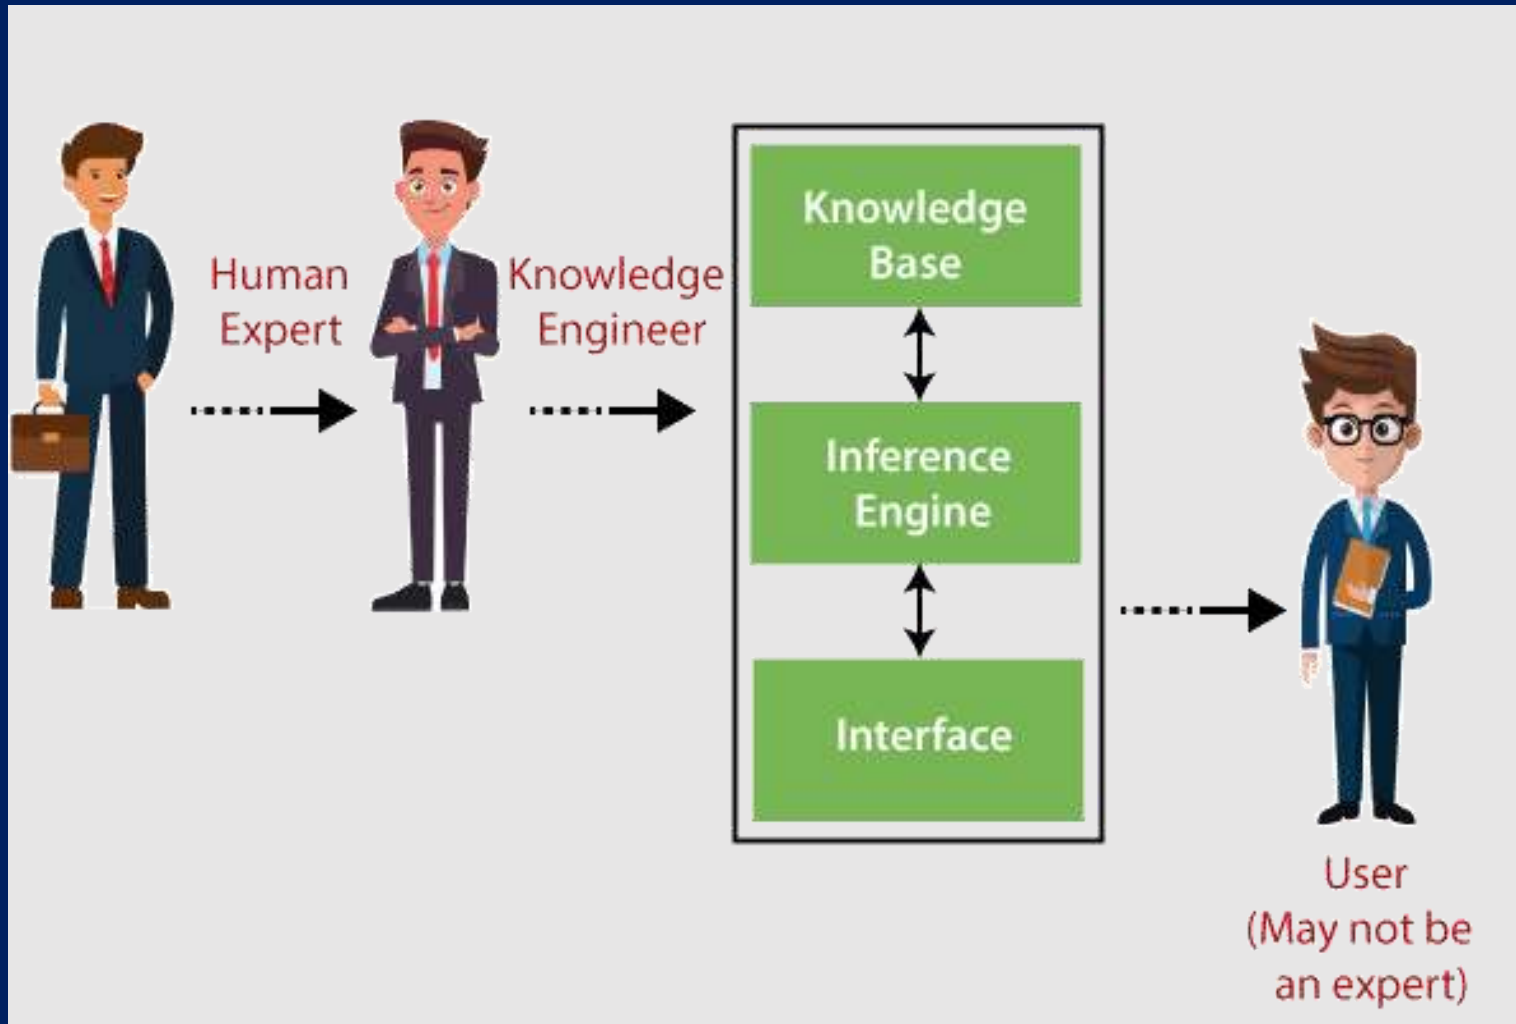 Human
Expert
Knowledge
Engineer
Knowledge
Base
Inference
Engine
Interface
User
(May not be
an expert)